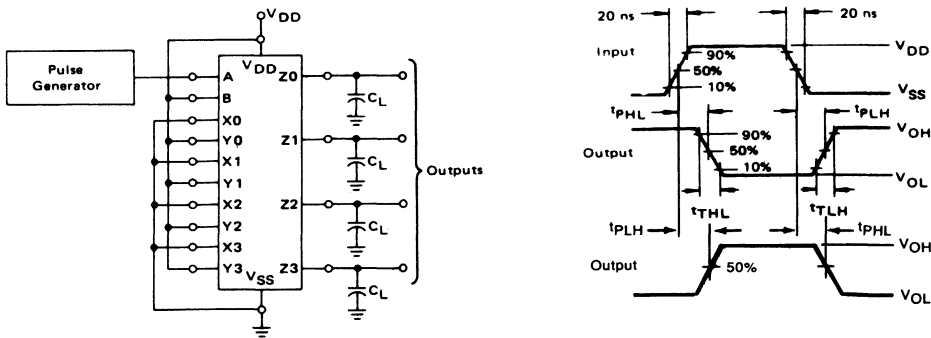 VDD
Pulse
Generator
VDD
A
B
X0
Y0
X1
Y1
X2
Y2
X3
Y3
VSS
Z0
Z1
Z2
Z3
CL
CL
CL
CL
Outputs
20 ns
20 ns
Input
90%
50%
10%
VDD
VSS
tPHL
tPLH
Output
90%
50%
10%
VOH
VOL
tTHL
tTLH
tPLH
tPHL
Output
50%
VOH
VOL